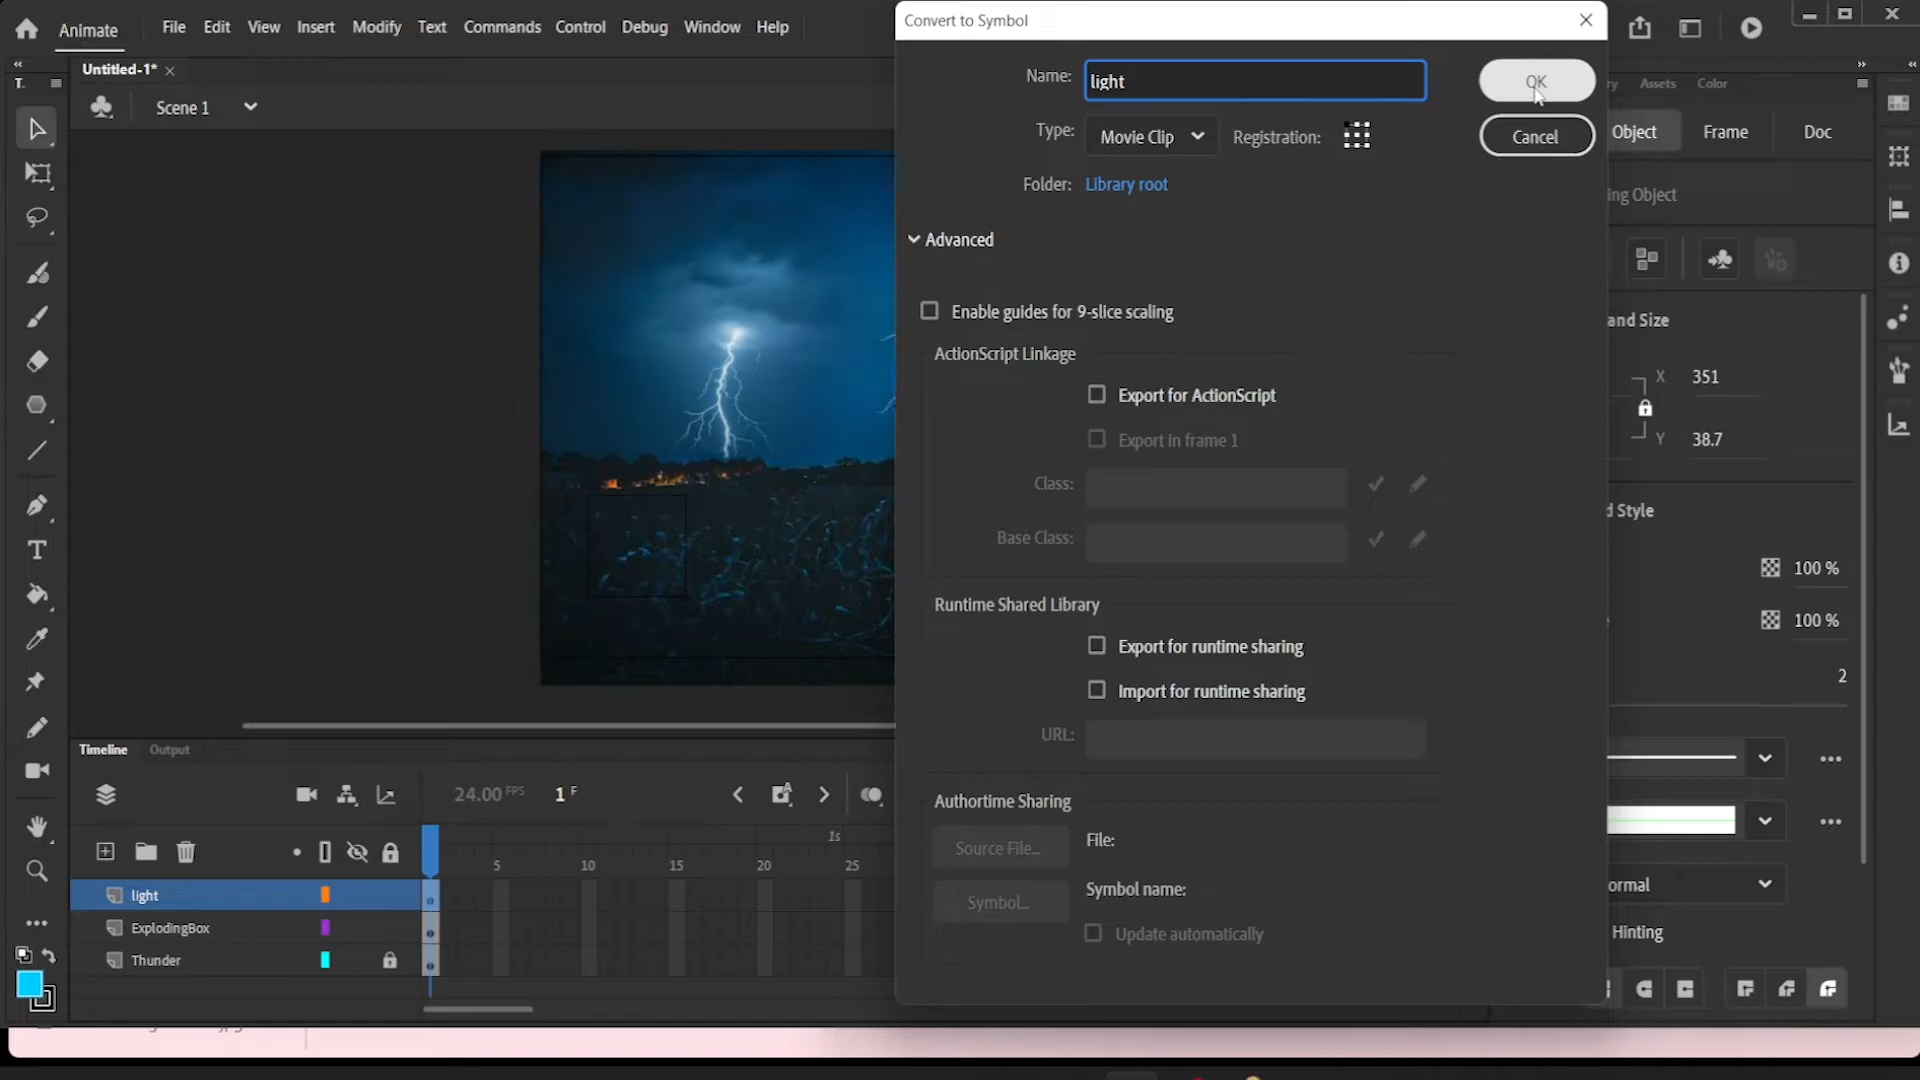 Convert to Symbol
Animate
File Edit View Insert Modify Text Commands Control Debug Window Help
Untitled-1*
Scene 1
Name: light
OK
Type: Movie Clip Registration:
Cancel
Folder: Library root
Advanced
Enable guides for 9-slice scaling
ActionScript Linkage
Export for ActionScript
Export in frame 1
Class:
Base Class:
Runtime Shared Library
Export for runtime sharing
Import for runtime sharing
URL:
Authortime Sharing
Source File... File:
Symbol... Symbol name:
Update automatically
Assets Color
Object Frame Doc
ing Object
and Size
X 351
Y 38.7
d Style
100 %
100 %
2
ormal
Hinting
Timeline Output
24.00 FPS 1 F
1s
5 10 15 20 25
light
ExplodingBox
Thunder